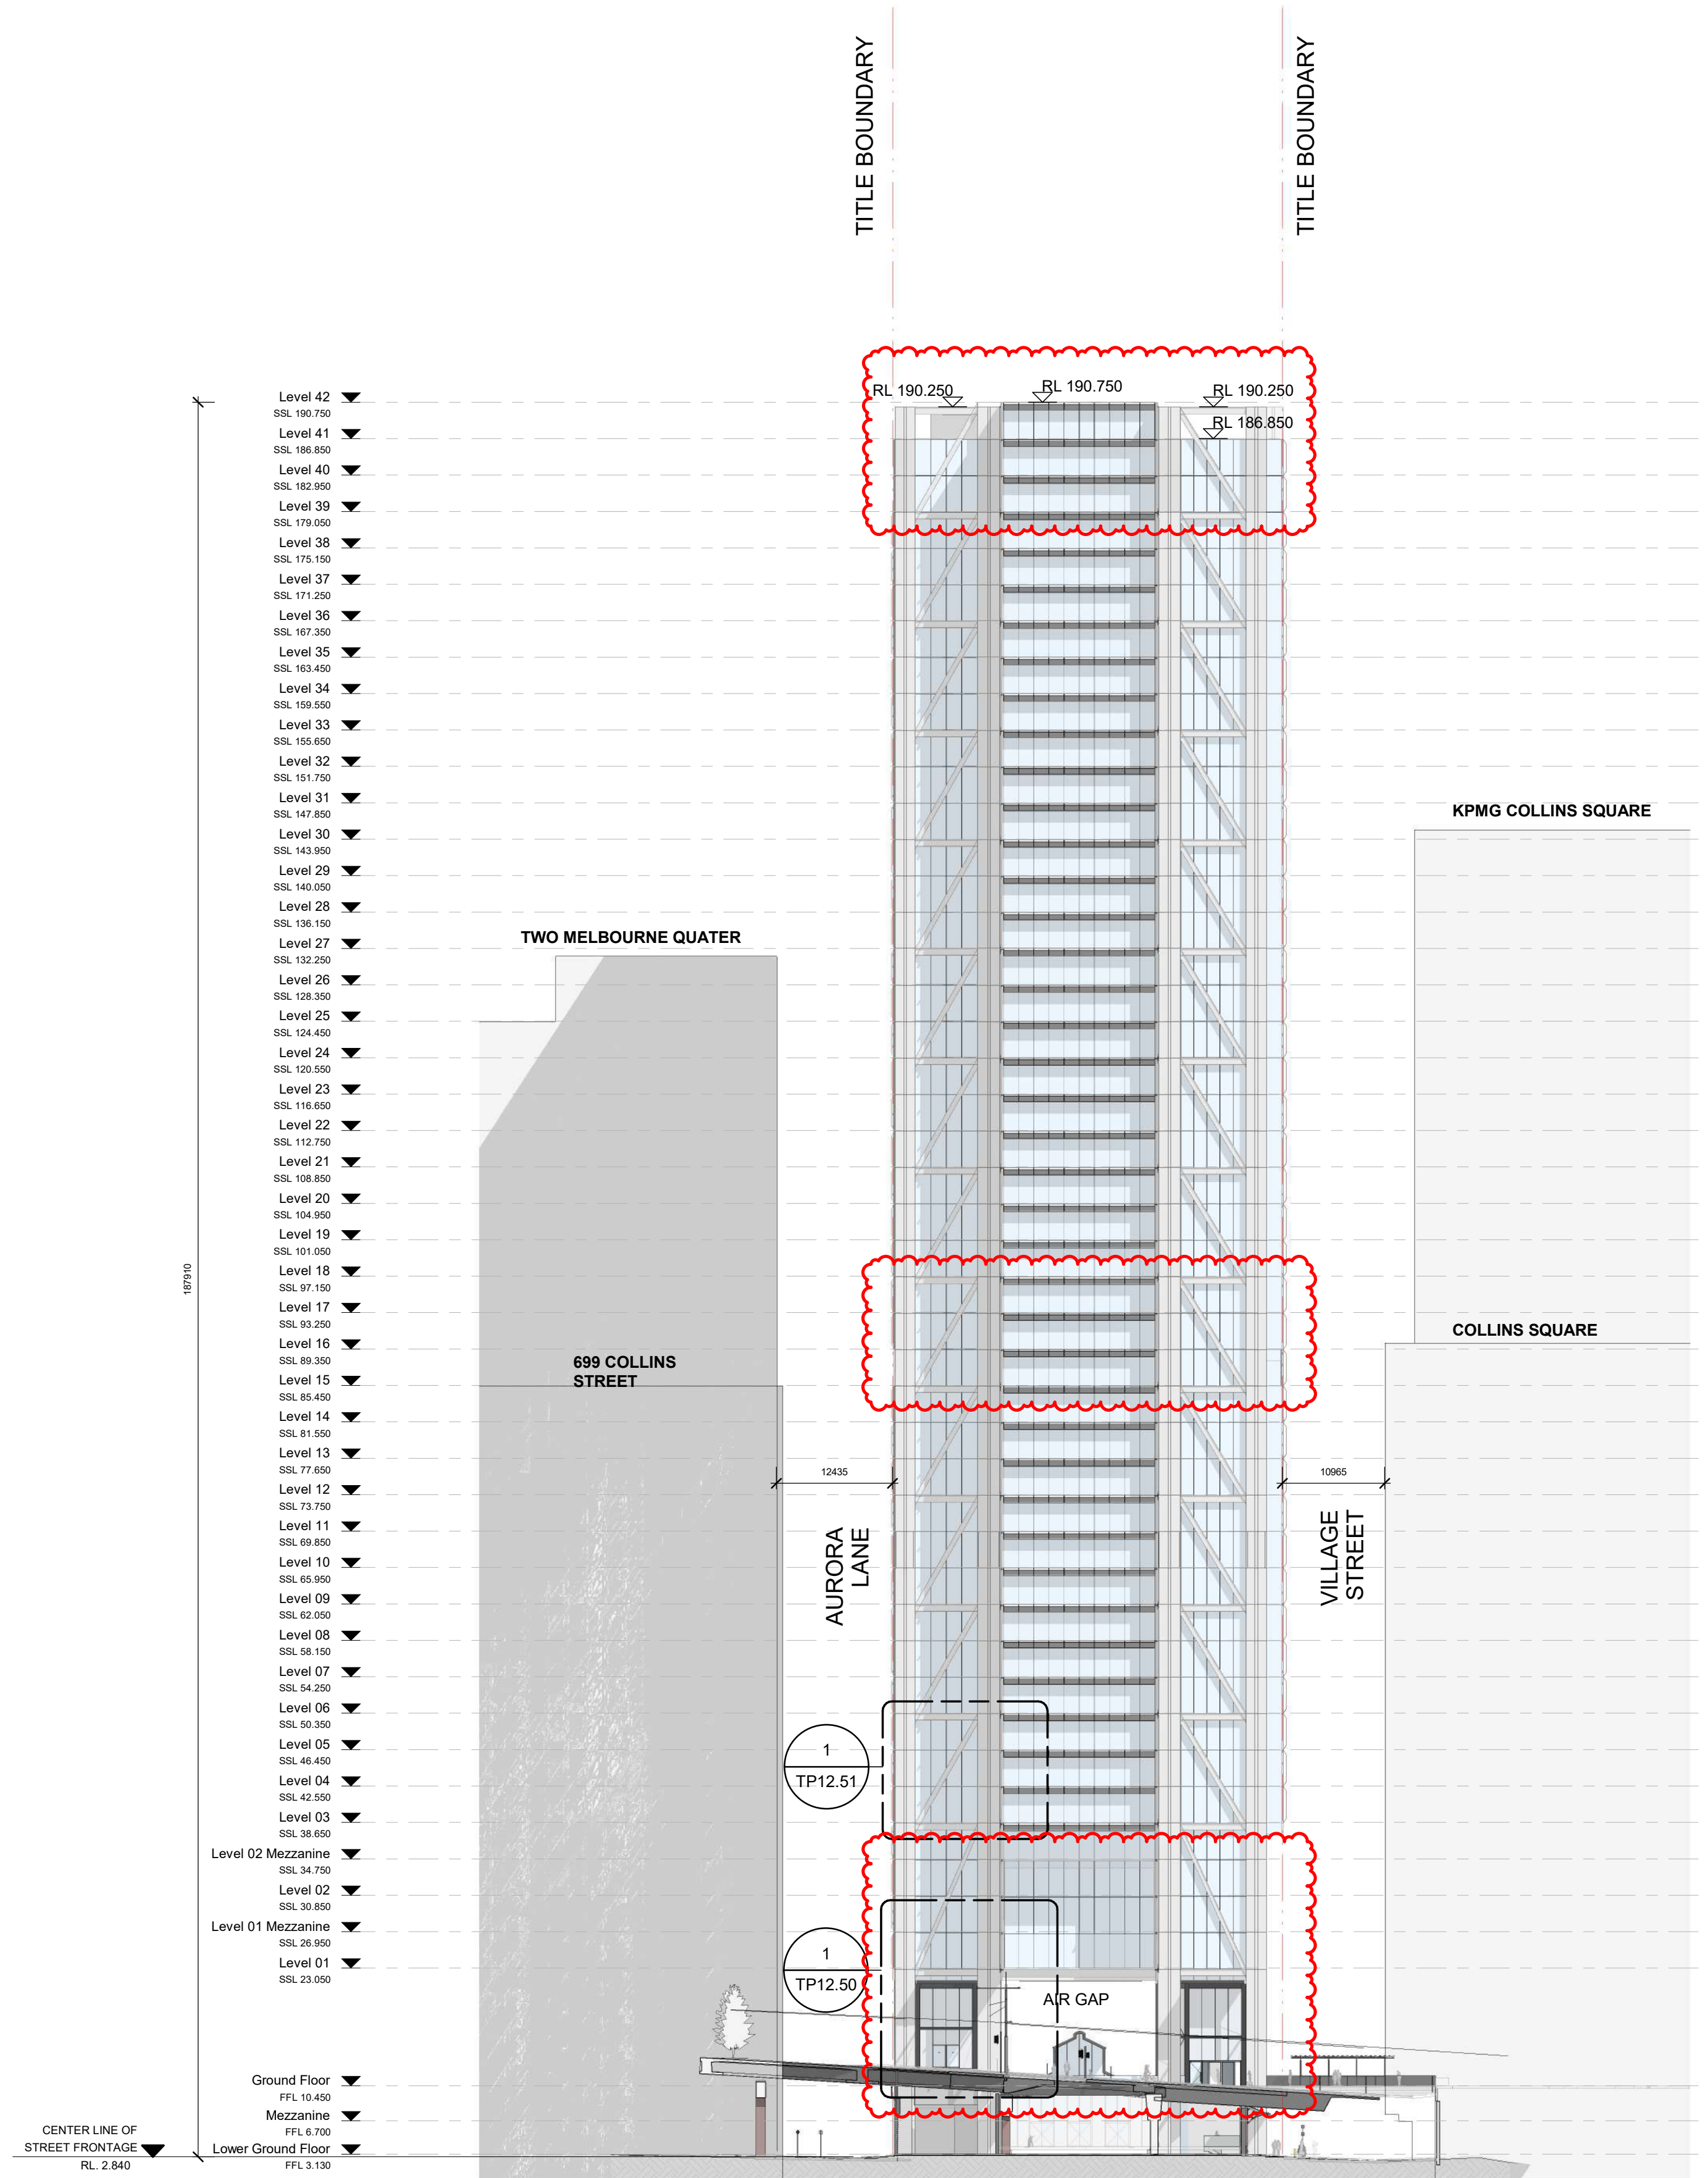 TITLE BOUNDARY
TITLE BOUNDARY
RL 190.250
RL 190.750
RL 190.250
RL 186.850
Level 42
SSL 190.750
Level 41
SSL 186.850
Level 40
SSL 182.950
Level 39
SSL 179.050
Level 38
SSL 175.150
Level 37
SSL 171.250
Level 36
SSL 167.350
Level 35
SSL 163.450
Level 34
SSL 159.550
Level 33
SSL 155.650
Level 32
SSL 151.750
Level 31
SSL 147.850
Level 30
SSL 143.950
Level 29
SSL 140.050
Level 28
SSL 136.150
Level 27
SSL 132.250
Level 26
SSL 128.350
Level 25
SSL 124.450
Level 24
SSL 120.550
Level 23
SSL 116.650
Level 22
SSL 112.750
Level 21
SSL 108.850
Level 20
SSL 104.950
Level 19
SSL 101.050
Level 18
SSL 97.150
Level 17
SSL 93.250
Level 16
SSL 89.350
Level 15
SSL 85.450
Level 14
SSL 81.550
Level 13
SSL 77.650
Level 12
SSL 73.750
Level 11
SSL 69.850
Level 10
SSL 65.950
Level 09
SSL 62.050
Level 08
SSL 58.150
Level 07
SSL 54.250
Level 06
SSL 50.350
Level 05
SSL 46.450
Level 04
SSL 42.550
Level 03
SSL 38.650
Level 02 Mezzanine
SSL 34.750
Level 02
SSL 30.850
Level 01 Mezzanine
SSL 26.950
Level 01
SSL 23.050
Ground Floor
FFL 10.450
Mezzanine
FFL 6.700
Lower Ground Floor
FFL 3.130
CENTER LINE OF
STREET FRONTAGE
RL. 2.840
187910
KPMG COLLINS SQUARE
TWO MELBOURNE QUATER
COLLINS SQUARE
699 COLLINS
STREET
12435
10965
AURORA
LANE
VILLAGE
STREET
1
TP12.51
1
TP12.50
AIR GAP